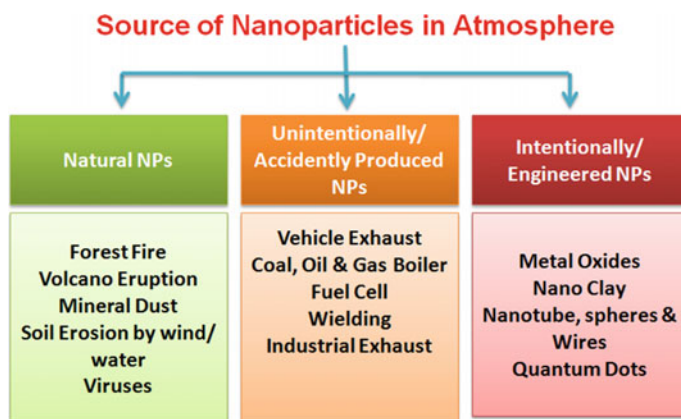 Source of Nanoparticles in Atmosphere
Natural NPs
Forest Fire
Volcano Eruption
Mineral Dust
Soil Erosion by wind/
water
Viruses
Unintentionally/
Accidently Produced
NPs
Vehicle Exhaust
Coal, Oil & Gas Boiler
Fuel Cell
Wielding
Industrial Exhaust
Intentionally/
Engineered NPs
Metal Oxides
Nano Clay
Nanotube, spheres &
Wires
Quantum Dots